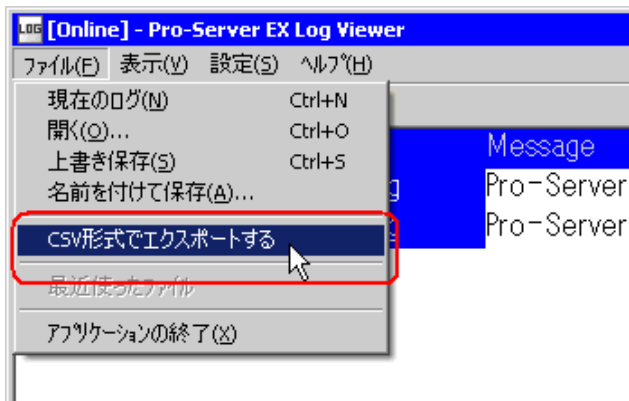 LOG [Online] - Pro-Server EX Log Viewer
ファイル(F) 表示(V) 設定(S) ヘルプ(H)
現在のログ(N) Ctrl+N
開く(O)... Ctrl+O
上書き保存(S) Ctrl+S
名前を付けて保存(A)...
CSV形式でエクスポートする
最近使ったファイル
アプリケーションの終了(X)
Message
g Pro-Server
Pro-Server